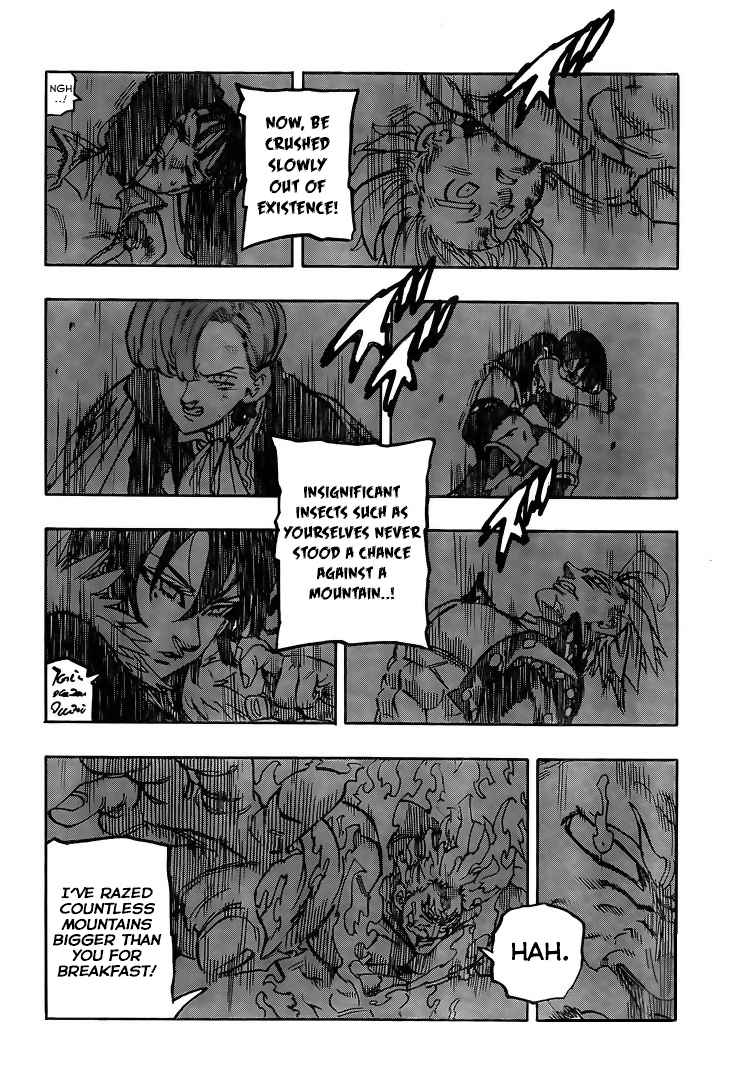 NGH
..!
NOW, BE
CRUSHED
SLOWLY
OUT OF
EXISTENCE!
INSIGNIFICANT
INSECTS SUCH AS
YOURSELVES NEVER
STOOD A CHANCE
AGAINST A
MOUNTAIN..!
HAH.
I'VE RAZED
COUNTLESS
MOUNTAINS
BIGGER THAN
YOU FOR
BREAKFAST!